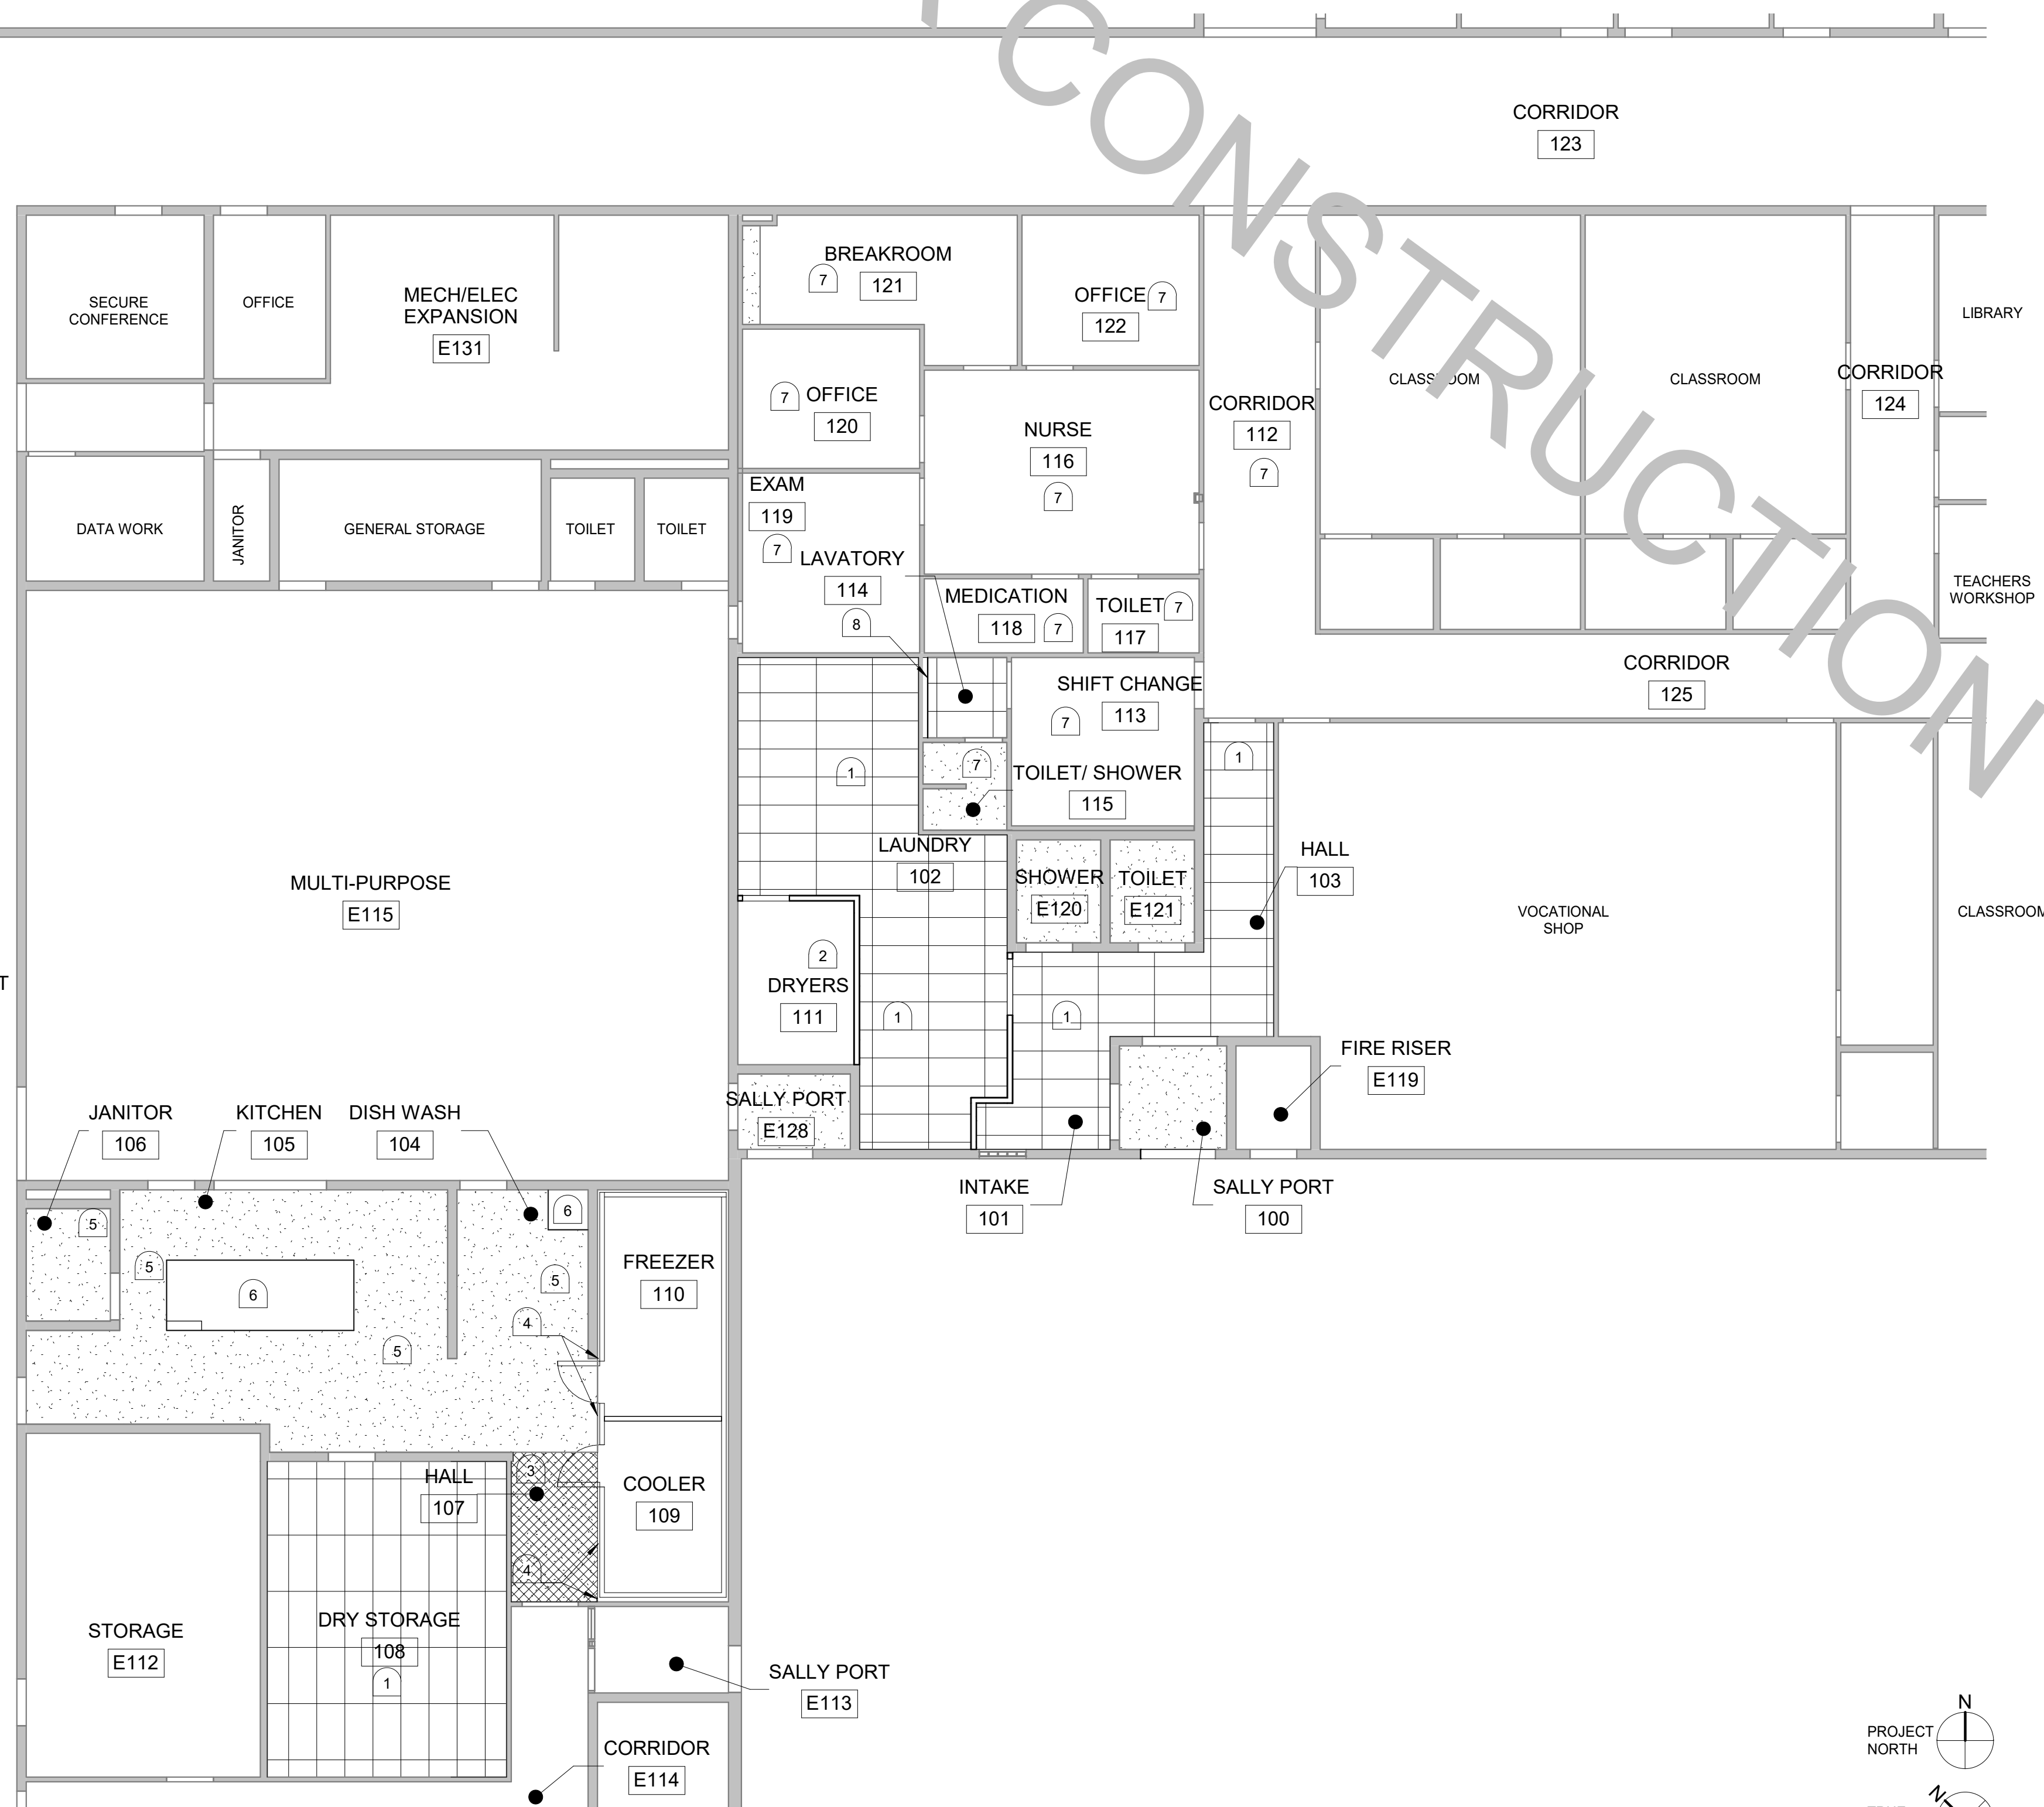 CONSTRUCTION
CORRIDOR
123
SECURE
CONFERENCE
OFFICE
MECH/ELEC
EXPANSION
E131
BREAKROOM
7
121
OFFICE
7
122
7
OFFICE
120
NURSE
116
7
CORRIDOR
112
7
CLASSROOM
CLASSROOM
CORRIDOR
124
LIBRARY
DATA WORK
JANITOR
GENERAL STORAGE
TOILET
TOILET
EXAM
119
7
LAVATORY
114
8
MEDICATION
118
7
TOILET
7
117
TEACHERS
WORKSHOP
CORRIDOR
125
SHIFT CHANGE
113
7
1
7
TOILET/ SHOWER
115
1
LAUNDRY
102
SHOWER
E120
TOILET
E121
HALL
103
MULTI-PURPOSE
E115
VOCATIONAL
SHOP
CLASSROOM
T
2
DRYERS
111
1
1
FIRE RISER
E119
SALLY PORT
E128
JANITOR
106
KITCHEN
105
DISH WASH
104
INTAKE
101
SALLY PORT
100
5
6
5
6
5
4
5
FREEZER
110
HALL
107
3
COOLER
109
4
STORAGE
E112
DRY STORAGE
108
1
SALLY PORT
E113
CORRIDOR
E114
N
PROJECT
NORTH
N